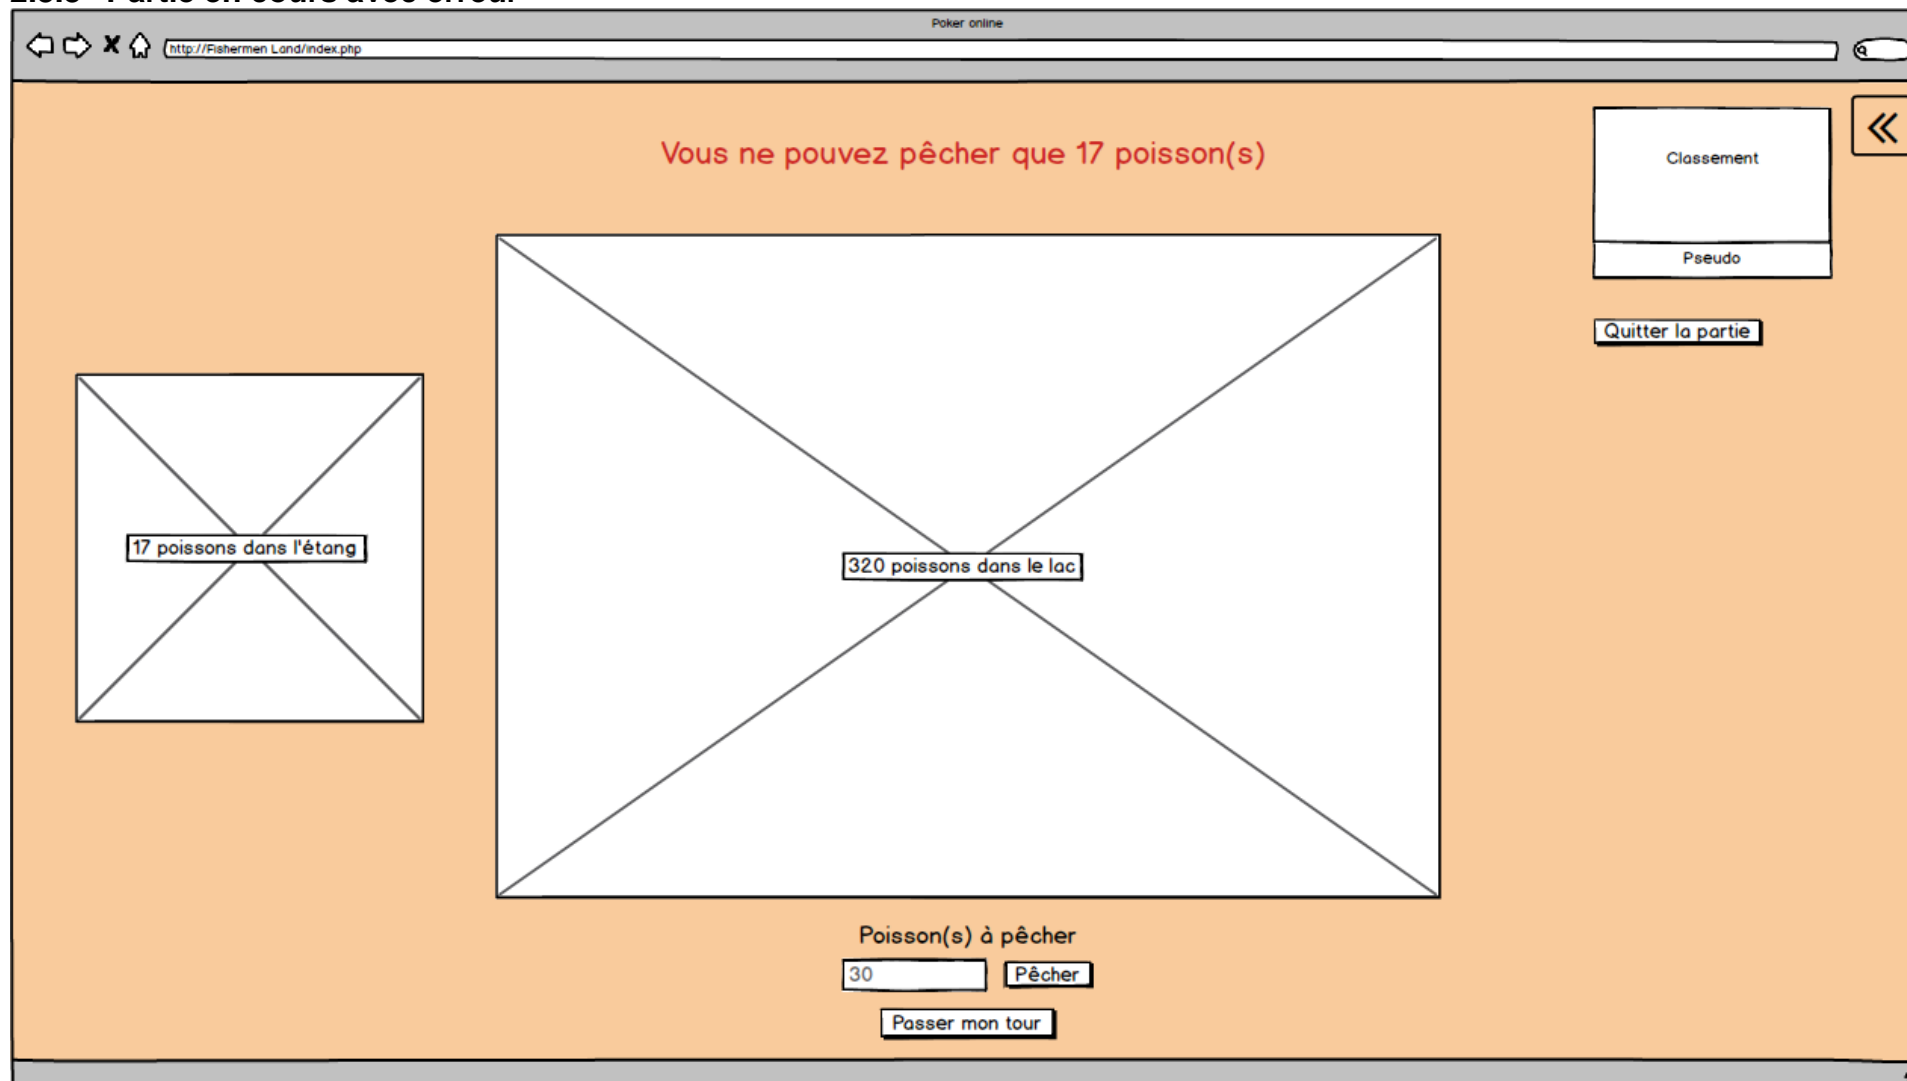 Poker online
http://Fishermen Land/index.php
Vous ne pouvez pêcher que 17 poisson(s)
Classement
Pseudo
Quitter la partie
17 poissons dans l'étang
320 poissons dans le lac
Poisson(s) à pêcher
30
Pêcher
Passer mon tour